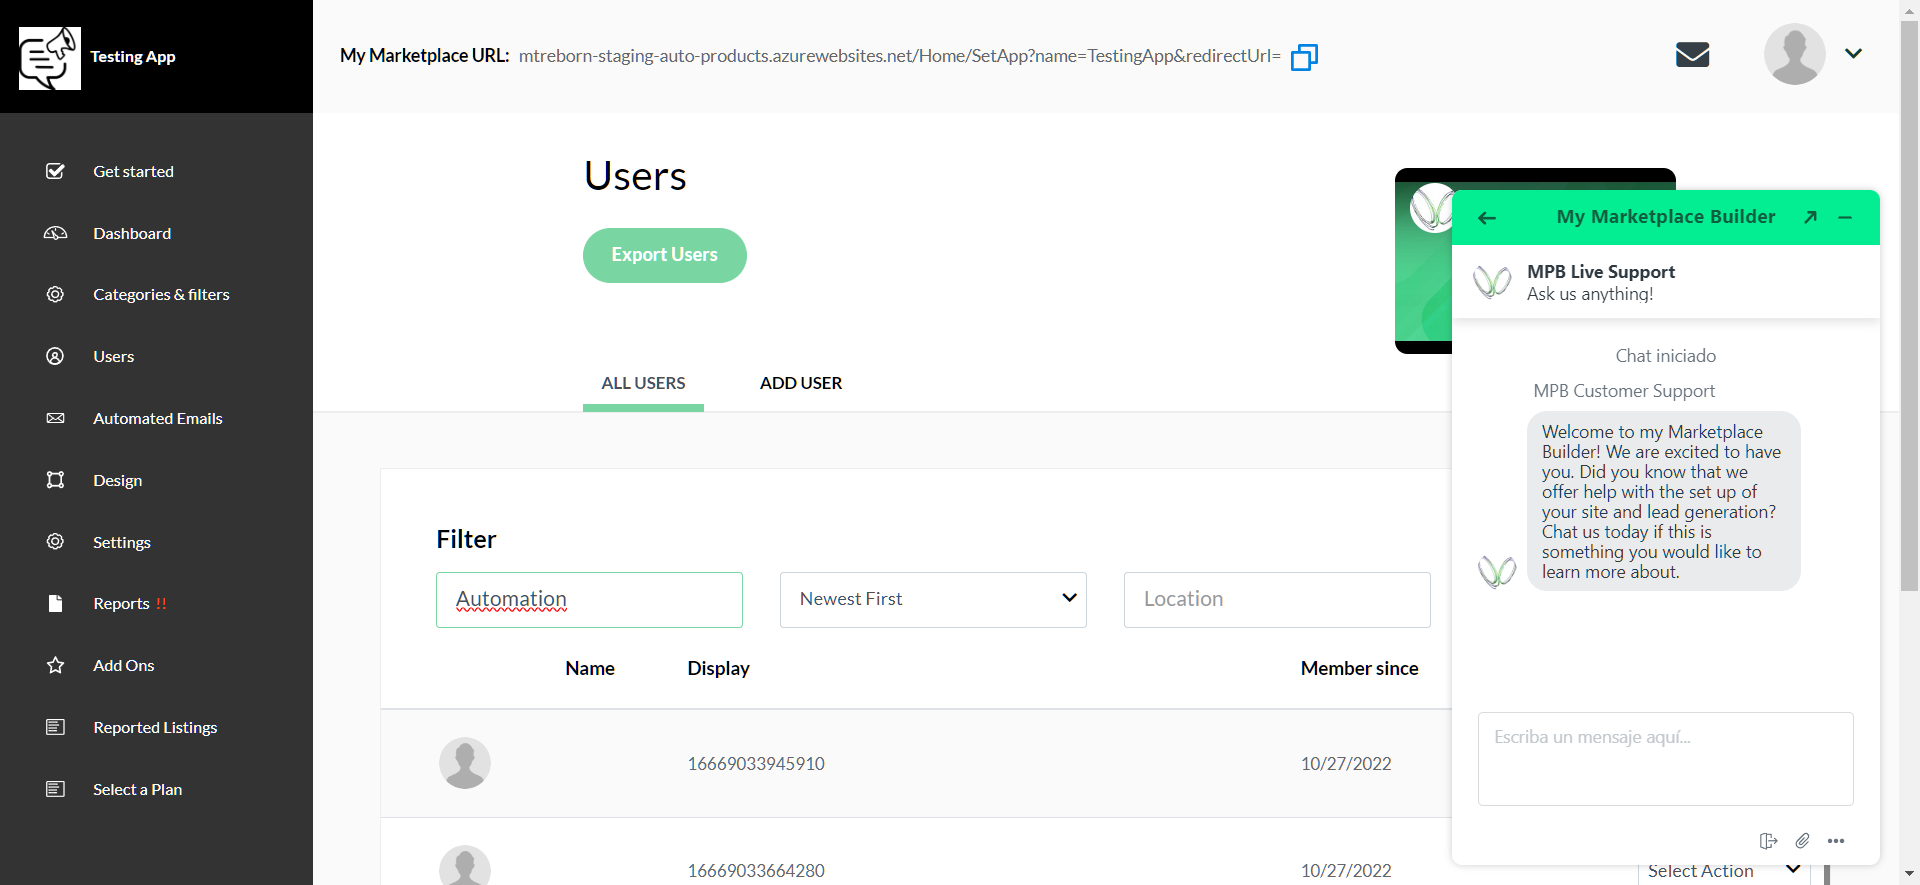 Testing App
My Marketplace URL: mtreborn-staging-auto-products.azurewebsites.net/Home/SetApp?name=TestingApp&redirectUrl=
Get started
Dashboard
Categories & filters
Users
Automated Emails
Design
Settings
Reports !!
Add Ons
Reported Listings
Select a Plan
Users
Export Users
ALL USERS
ADD USER
Filter
Automation
Newest First
Location
Name
Display
Member since
16669033945910
10/27/2022
16669033664280
10/27/2022
Select Action
My Marketplace Builder
MPB Live Support
Ask us anything!
Chat iniciado
MPB Customer Support
Welcome to my Marketplace
Builder! We are excited to have
you. Did you know that we
offer help with the set up of
your site and lead generation?
Chat us today if this is
something you would like to
learn more about.
Escriba un mensaje aquí...